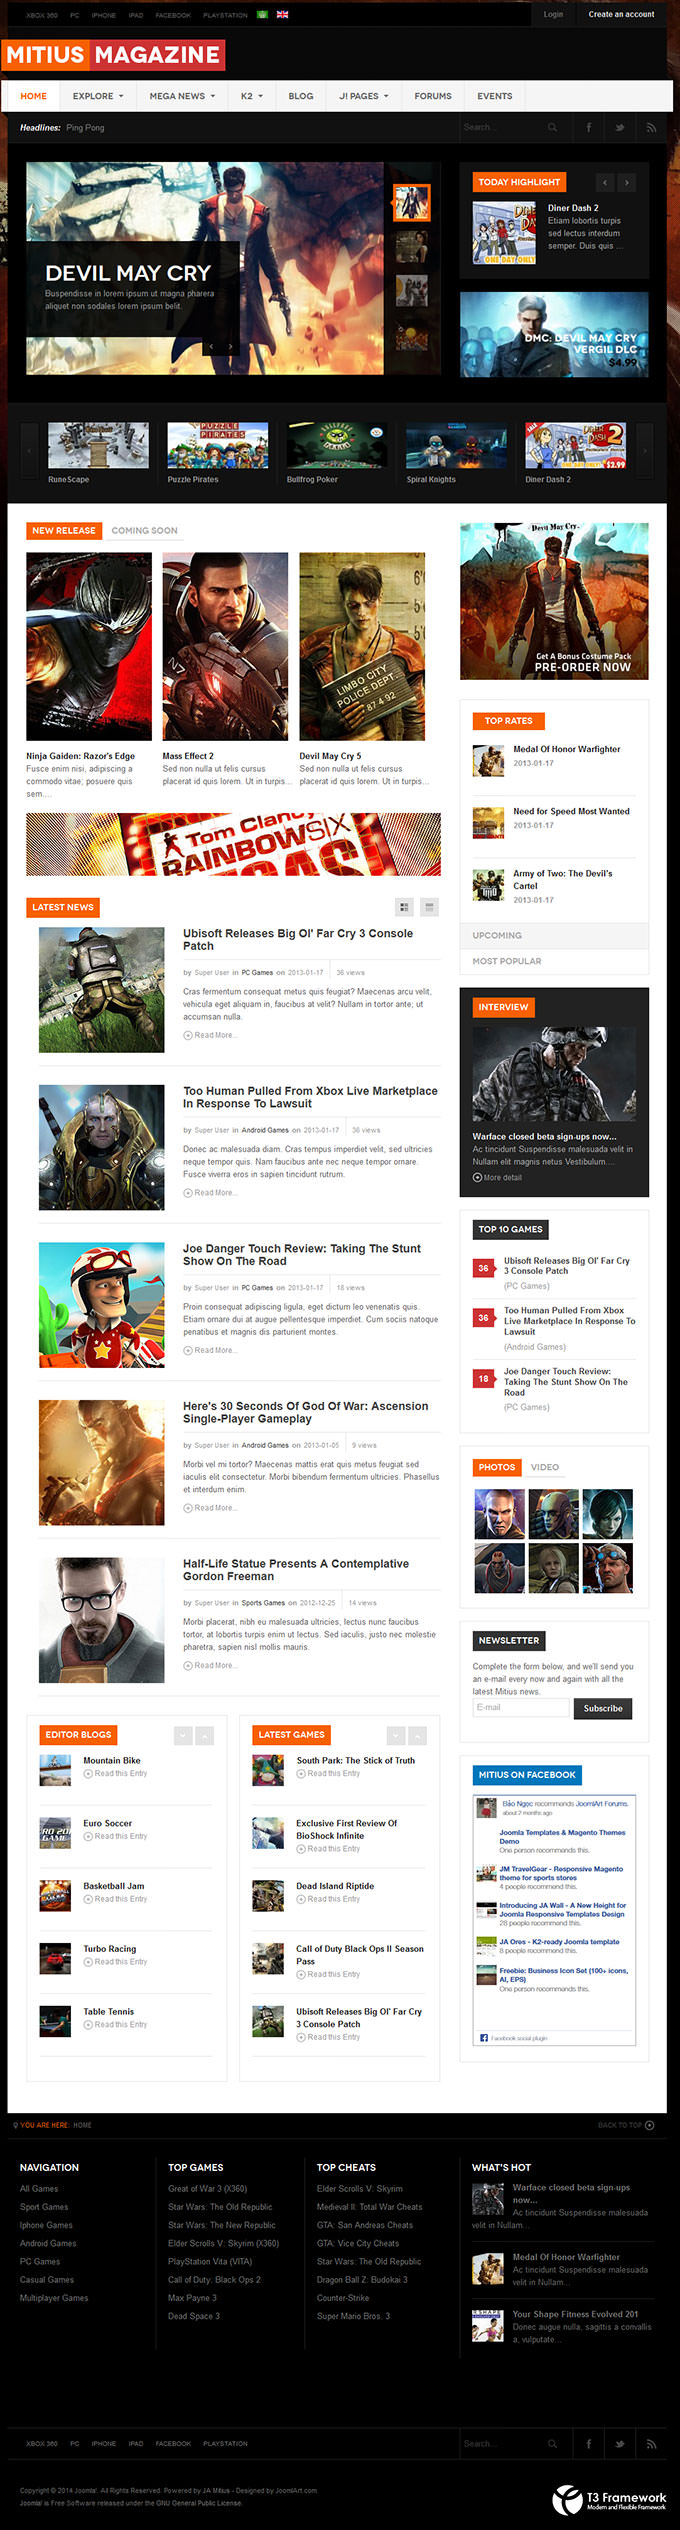 XBOX 360 PC IPHONE IPAD FACEBOOK PLAYSTATION
Login Create an account
MITIUS MAGAZINE
HOME EXPLORE MEGA NEWS K2 BLOG J! PAGES FORUMS EVENTS
Headlines: Ping Pong
Search...
DEVIL MAY CRY
Buspendisse in lorem ipsum ut magna pharera
aliquet non sodales lorem ipsum belit.
TODAY HIGHLIGHT
Diner Dash 2
Etiam lobortis turpis
sed lectus interdum
semper. Duis quis ...
ONE DAY ONLY
DMC: DEVIL MAY CRY
VERGIL DLC
$4.99
PUZZLE
PIRATES
DINER
DASH 2
$2.99
RuneScape
Puzzle Pirates
Bullfrog Poker
Spiral Knights
Diner Dash 2
NEW RELEASE COMING SOON
N7
LIMBO CITY
POLICE DEPT.
87 4 92
Ninja Gaiden: Razor's Edge
Fusce enim nisi, adipiscing a
commodo vitae; posuere quis
sem....
Mass Effect 2
Sed non nulla ut felis cursus
placerat id quis lorem. Ut in turpis...
Devil May Cry 5
Sed non nulla ut felis cursus
placerat id quis lorem. Ut in turpis...
Devil May Cry
Get A Bonus Costume Pack
PRE-ORDER NOW
Tom Clancy
RAINBOWSIX
TOP RATES
Medal Of Honor Warfighter
2013-01-17
Need for Speed Most Wanted
2013-01-17
Army of Two: The Devil's
Cartel
2013-01-17
UPCOMING
MOST POPULAR
LATEST NEWS
Ubisoft Releases Big Ol' Far Cry 3 Console
Patch
by Super User in PC Games on 2013-01-17 36 views
Cras fermentum consequat metus quis feugiat? Maecenas arcu velit,
vehicula eget aliquam in, faucibus at velit? Nullam in tortor ante; ut
accumsan nulla.
Read More...
Too Human Pulled From Xbox Live Marketplace
In Response To Lawsuit
by Super User in Android Games on 2013-01-17 36 views
Donec ac malesuada diam. Cras tempus imperdiet velit, sed ultricies
neque tempor quis. Nam faucibus ante nec neque tempor ornare.
Fusce viverra eros in sapien tincidunt rutrum.
Read More...
Joe Danger Touch Review: Taking The Stunt
Show On The Road
by Super User in PC Games on 2013-01-17 18 views
Proin consequat adipiscing ligula, eget dictum leo venenatis quis.
Etiam ornare dui at augue pellentesque imperdiet. Cum sociis natoque
penatibus et magnis dis parturient montes.
Read More...
Here's 30 Seconds Of God Of War: Ascension
Single-Player Gameplay
by Super User in Android Games on 2013-01-05 9 views
Morbi vel mi tortor? Maecenas mattis erat quis metus feugiat sed
iaculis elit consectetur. Morbi bibendum fermentum ultricies. Phasellus
et interdum enim.
Read More...
Half-Life Statue Presents A Contemplative
Gordon Freeman
by Super User in Sports Games on 2012-12-25 14 views
Morbi placerat, nibh eu malesuada ultricies, lectus nunc faucibus
tortor, at lobortis turpis enim ut lectus. Sed iaculis, justo nec molestie
pharetra, sapien nisl mollis mauris.
Read More...
INTERVIEW
Warface closed beta sign-ups now...
Ac tincidunt Suspendisse malesuada velit in
Nullam elit magnis netus Vestibulum....
More detail
TOP 10 GAMES
36
Ubisoft Releases Big Ol' Far Cry
3 Console Patch
(PC Games)
36
Too Human Pulled From Xbox
Live Marketplace In Response To
Lawsuit
(Android Games)
18
Joe Danger Touch Review:
Taking The Stunt Show On The
Road
(PC Games)
PHOTOS VIDEO
NEWSLETTER
Complete the form below, and we'll send you
an e-mail every now and again with all the
latest Mitius news.
E-mail Subscribe
EDITOR BLOGS
Mountain Bike
Read this Entry
Euro Soccer
Read this Entry
Basketball Jam
Read this Entry
Turbo Racing
Read this Entry
Table Tennis
Read this Entry
LATEST GAMES
South Park: The Stick of Truth
Read this Entry
Exclusive First Review Of
BioShock Infinite
Read this Entry
Dead Island Riptide
Read this Entry
Call of Duty Black Ops II Season
Pass
Read this Entry
Ubisoft Releases Big Ol' Far Cry
3 Console Patch
Read this Entry
MITIUS ON FACEBOOK
Bảo Ngọc recommends JoomlArt Forums.
about 2 months ago
Joomla Templates & Magento Themes
Demo
One person recommends this.
JM TravelGear - Responsive Magento
theme for sports stores
4 people recommend this.
Introducing JA Wall - A New Height for
Joomla Responsive Templates Design
28 people recommend this.
JA Ores - K2-ready Joomla template
8 people recommend this.
Freebie: Business Icon Set (100+ icons,
AI, EPS)
One person recommends this.
Facebook social plugin
YOU ARE HERE: HOME
BACK TO TOP
NAVIGATION
All Games
Sport Games
Iphone Games
Android Games
PC Games
Casual Games
Multiplayer Games
TOP GAMES
Great of War 3 (X360)
Star Wars: The Old Republic
Star Wars: The New Republic
Elder Scrolls V: Skyrim (X360)
PlayStation Vita (VITA)
Call of Duty: Black Ops 2
Max Payne 3
Dead Space 3
TOP CHEATS
Elder Scrolls V: Skyrim
Medieval II: Total War Cheats
GTA: San Andreas Cheats
GTA: Vice City Cheats
Star Wars: The Old Republic
Dragon Ball Z: Budokai 3
Counter-Strike
Super Mario Bros. 3
WHAT'S HOT
Warface closed beta sign-ups
now...
Ac tincidunt Suspendisse malesuada
velit in Nullam...
Medal Of Honor Warfighter
Ac tincidunt Suspendisse malesuada
velit in Nullam...
Your Shape Fitness Evolved 201
Donec augue nulla, sagittis a convallis
a, vulputate...
XBOX 360 PC IPHONE IPAD FACEBOOK PLAYSTATION
Search...
Copyright © 2014 Joomla!. All Rights Reserved. Powered by JA Mitius - Designed by JoomlArt.com
Joomla! is Free Software released under the GNU General Public License.
T3 Framework
Modern and Flexible Framework